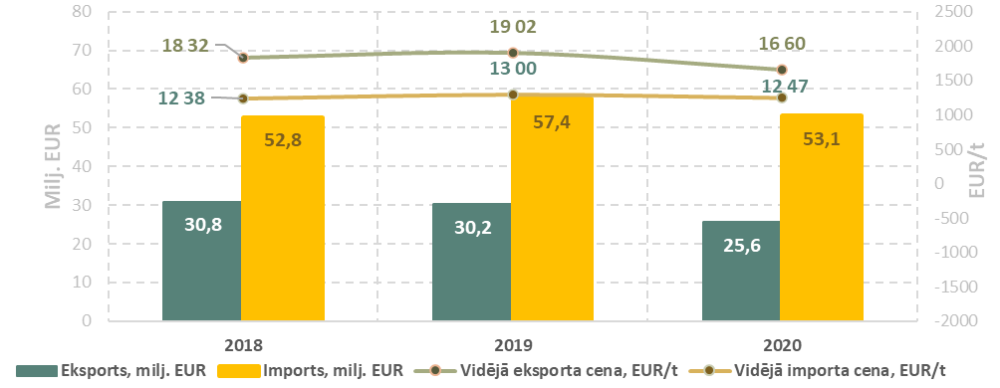 80 2500
70 2000
60 1500
50 1000
40 500
30 0
20 -500
10 -1000
0 -1500
-2000
Milj. EUR
EUR/t
18 32 19 02 16 60
12 38 13 00 12 47
52,8 57,4 53,1
30,8 30,2 25,6
2018 2019 2020
Eksports, milj. EUR Imports, milj. EUR Vidējā eksporta cena, EUR/t Vidējā importa cena, EUR/t